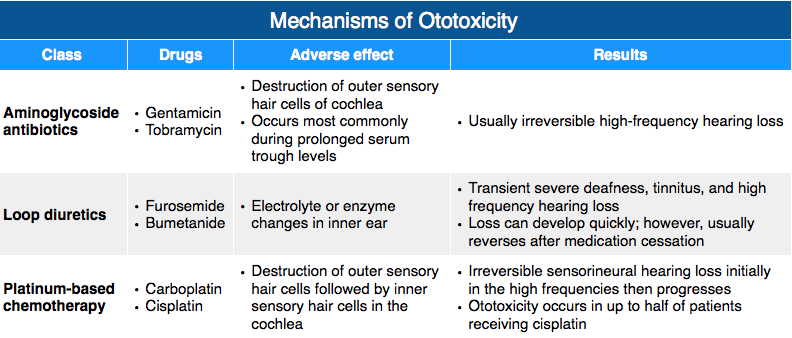 Mechanisms of Ototoxicity
Class Drugs Adverse effect Results
Aminoglycoside
antibiotics
• Gentamicin
• Tobramycin
• Destruction of outer sensory
hair cells of cochlea
• Occurs most commonly
during prolonged serum
trough levels
• Usually irreversible high-frequency hearing loss
Loop diuretics
• Furosemide
• Bumetanide
• Electrolyte or enzyme
changes in inner ear
• Transient severe deafness, tinnitus, and high
frequency hearing loss
• Loss can develop quickly; however, usually
reverses after medication cessation
Platinum-based
chemotherapy
• Carboplatin
• Cisplatin
• Destruction of outer sensory
hair cells followed by inner
sensory hair cells in the
cochlea
• Irreversible sensorineural hearing loss initially
in the high frequencies then progresses
• Ototoxicity occurs in up to half of patients
receiving cisplatin